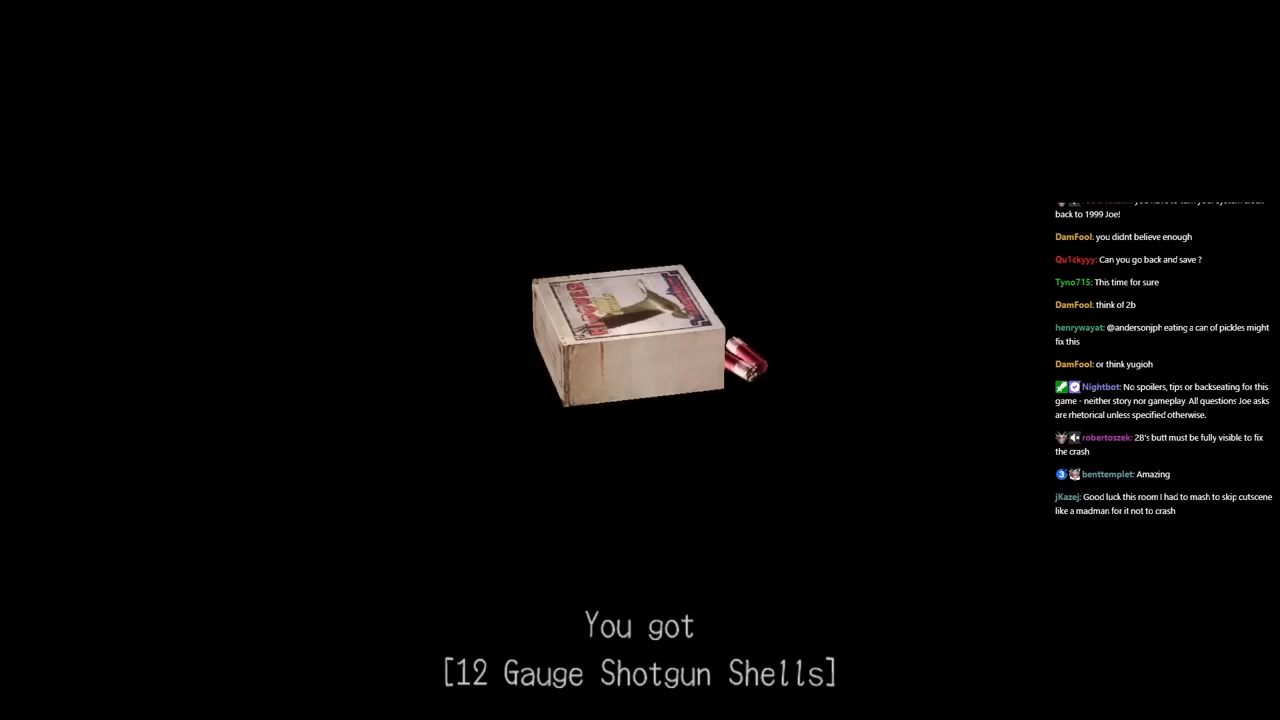 back to 1999 Joe!
DamFool: you didnt believe enough
Qu1ckyyy: Can you go back and save ?
Tyno715: This time for sure
DamFool: think of 2b
henrywayat: @andersonjph eating a can of pickles might
fix this
DamFool: or think yugioh
Nightbot: No spoilers, tips or backseating for this
game - neither story nor gameplay. All questions Joe asks
are rhetorical unless specified otherwise.
robertoszek: 2B's butt must be fully visible to fix
the crash
3 benttemplet: Amazing
jKazej: Good luck this room I had to mash to skip cutscene
like a madman for it not to crash
You got
[12 Gauge Shotgun Shells]